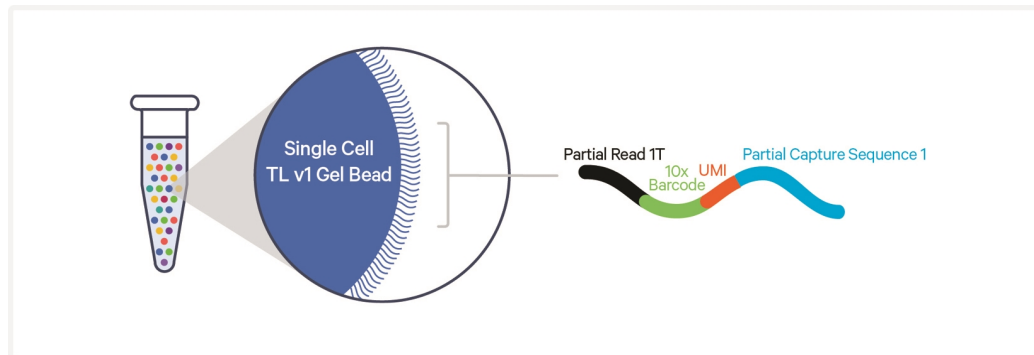 Single Cell
TL v1 Gel Bead
Partial Read 1T
10x
Barcode
UMI
Partial Capture Sequence 1